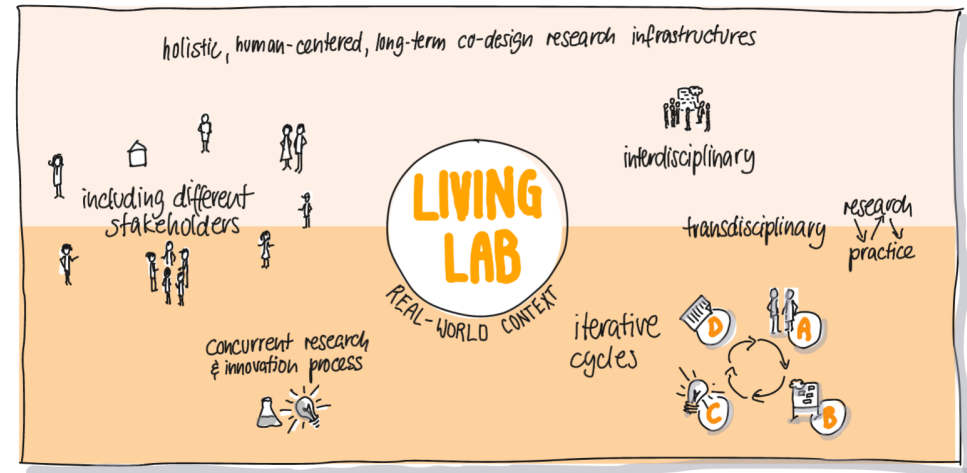 holistic, human-centered, long-term co-design research infrastructures
including different
stakeholders
LIVING
LAB
REAL-WORLD CONTEXT
interdisciplinary
transdisciplinary
research
practice
Concurrent research
& innovation process
iterative
cycles
D
A
C
B